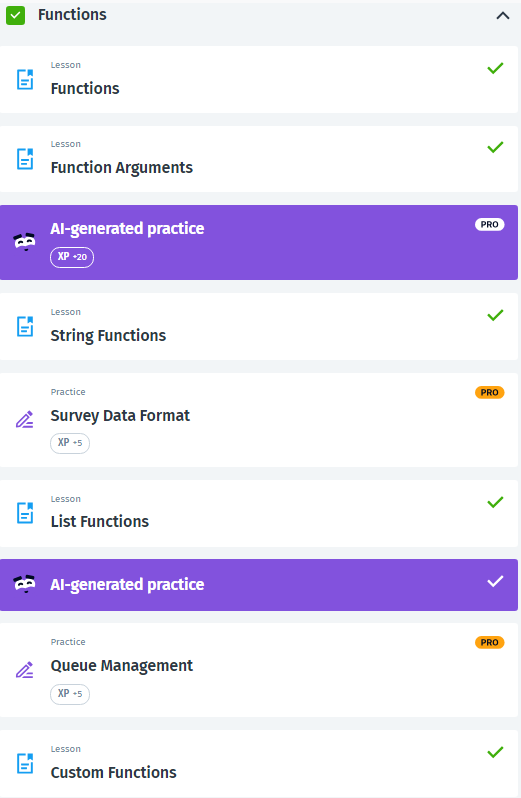 Functions
Lesson
Functions
Lesson
Function Arguments
AI-generated practice
PRO
XP +20
Lesson
String Functions
Practice
PRO
Survey Data Format
XP +5
Lesson
List Functions
AI-generated practice
Practice
PRO
Queue Management
XP +5
Lesson
Custom Functions